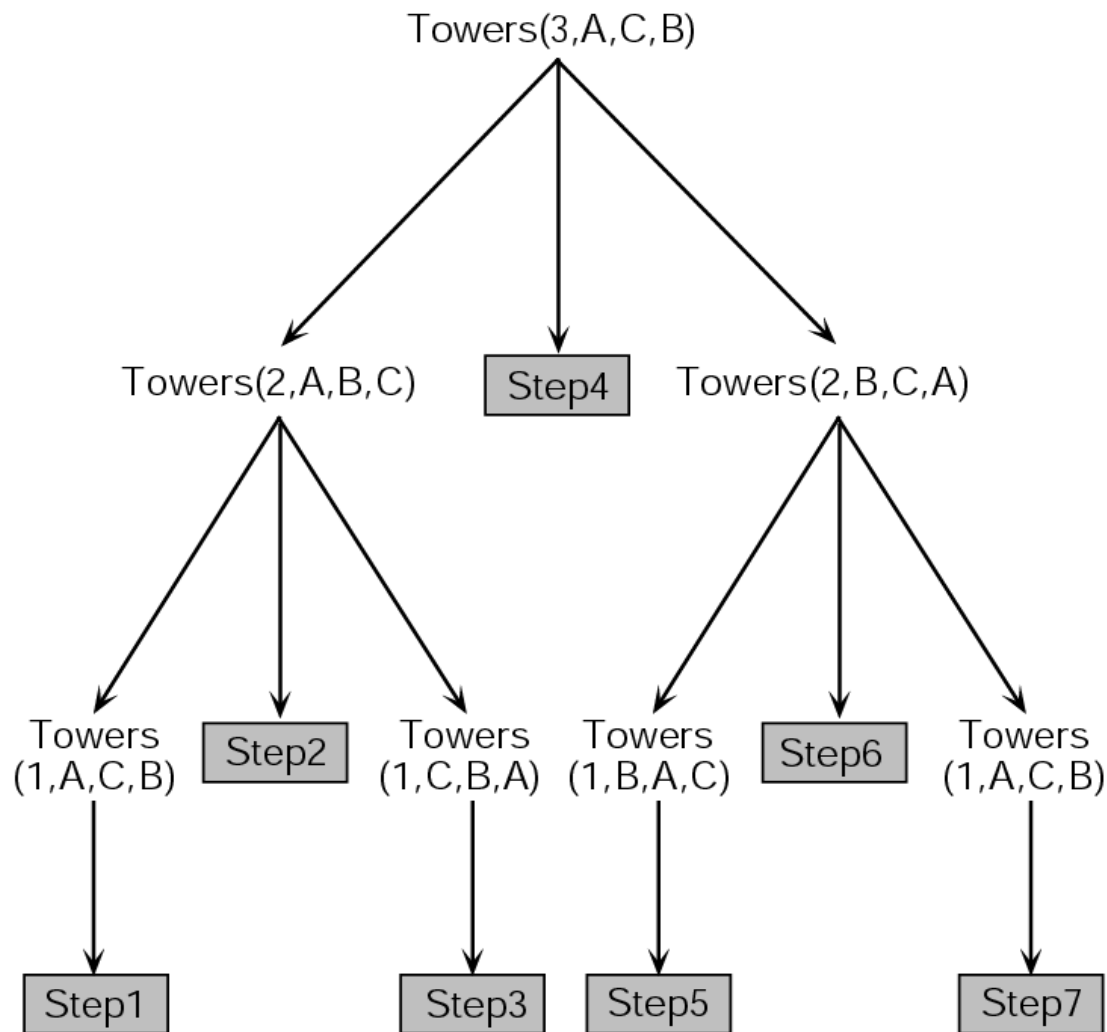 Towers(3,A,C,B)
Towers(2,A,B,C)
Step4
Towers(2,B,C,A)
Towers
(1,A,C,B)
Step2
Towers
(1,C,B,A)
Towers
(1,B,A,C)
Step6
Towers
(1,A,C,B)
Step1
Step3
Step5
Step7